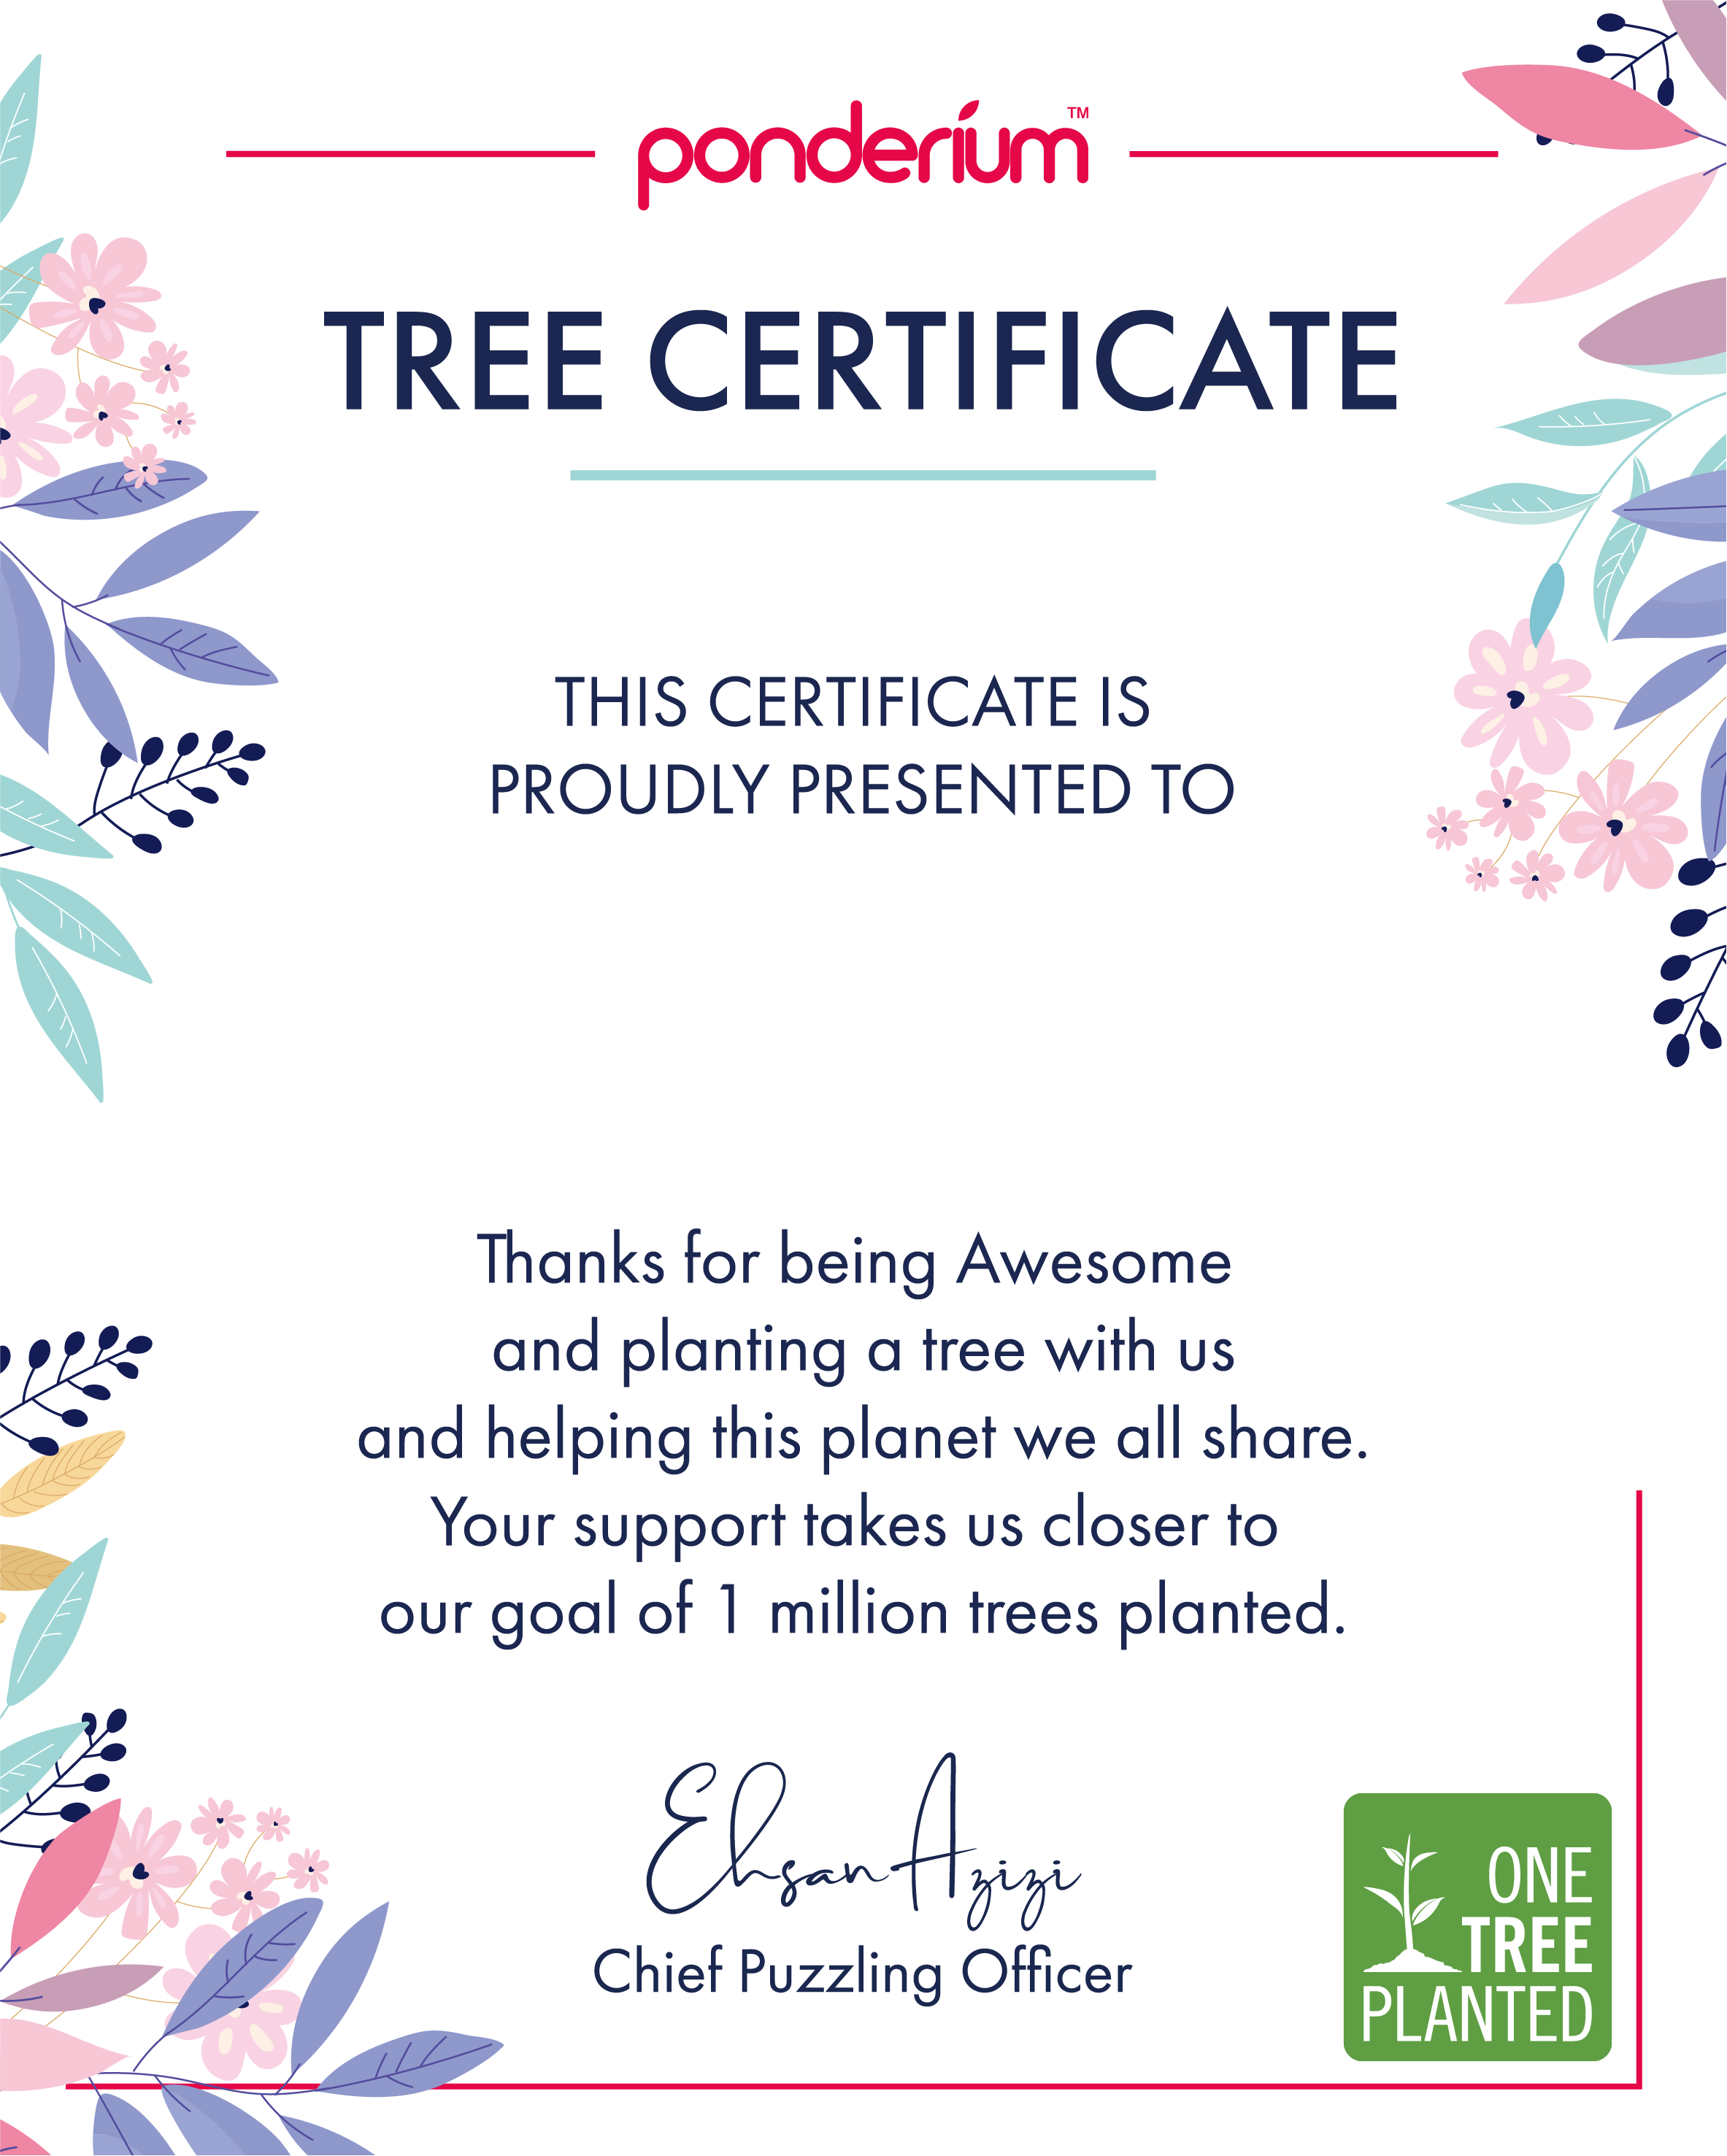 ponderium™
TREE CERTIFICATE
THIS CERTIFICATE IS
PROUDLY PRESENTED TO
Thanks for being Awesome
and planting a tree with us
and helping this planet we all share.
Your support takes us closer to
our goal of 1 million trees planted.
Ehsan Azizi
Chief Puzzling Officer
ONE
TREE
PLANTED